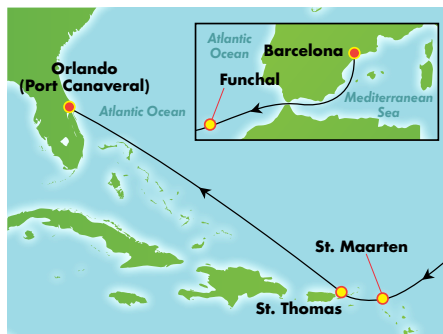 Atlantic
Ocean
Barcelona
Funchal
Mediterranean
Sea
Orlando
(Port Canaveral)
Atlantic Ocean
St. Maarten
St. Thomas